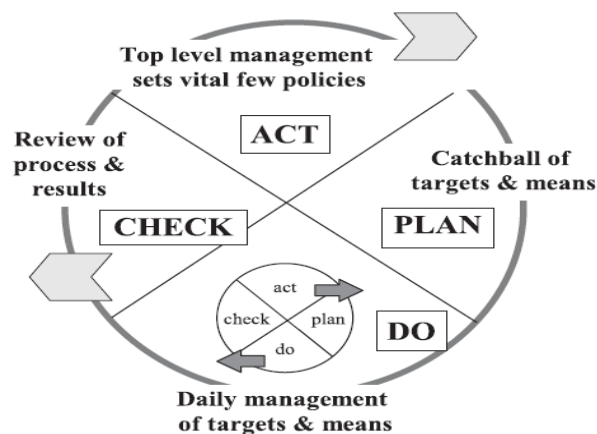 Top level management
sets vital few policies
ACT
Review of
process &
results
Catchball of
targets & means
CHECK
PLAN
act
check
plan
do
DO
Daily management
of targets & means